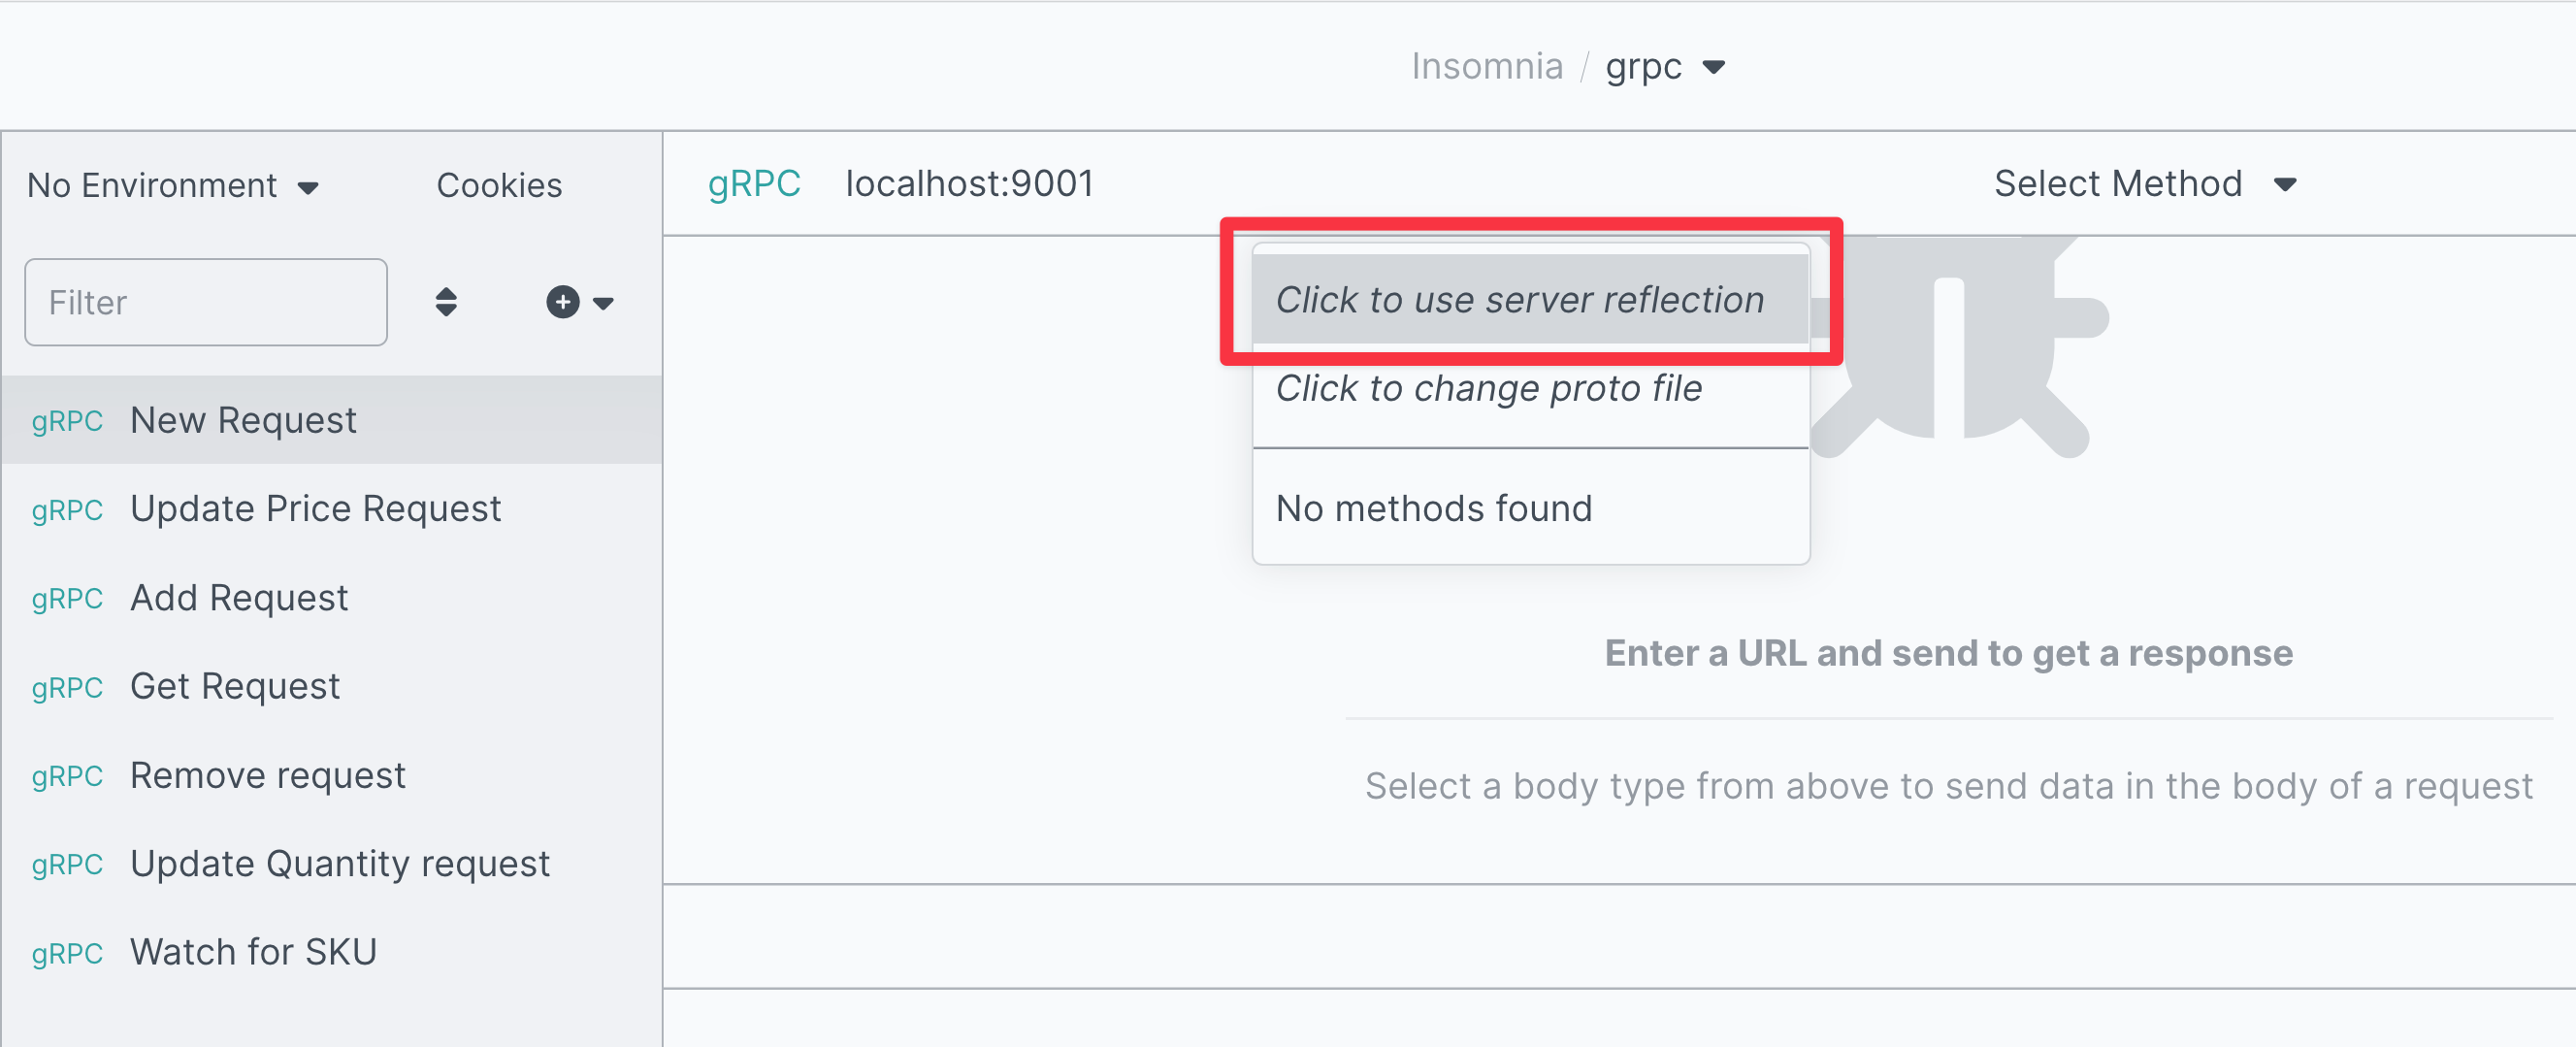 Insomnia / grpc
No Environment
Cookies
gRPC localhost:9001
Select Method
Filter
Click to use server reflection
Click to change proto file
No methods found
gRPC New Request
gRPC Update Price Request
gRPC Add Request
gRPC Get Request
gRPC Remove request
gRPC Update Quantity request
gRPC Watch for SKU
Enter a URL and send to get a response
Select a body type from above to send data in the body of a request